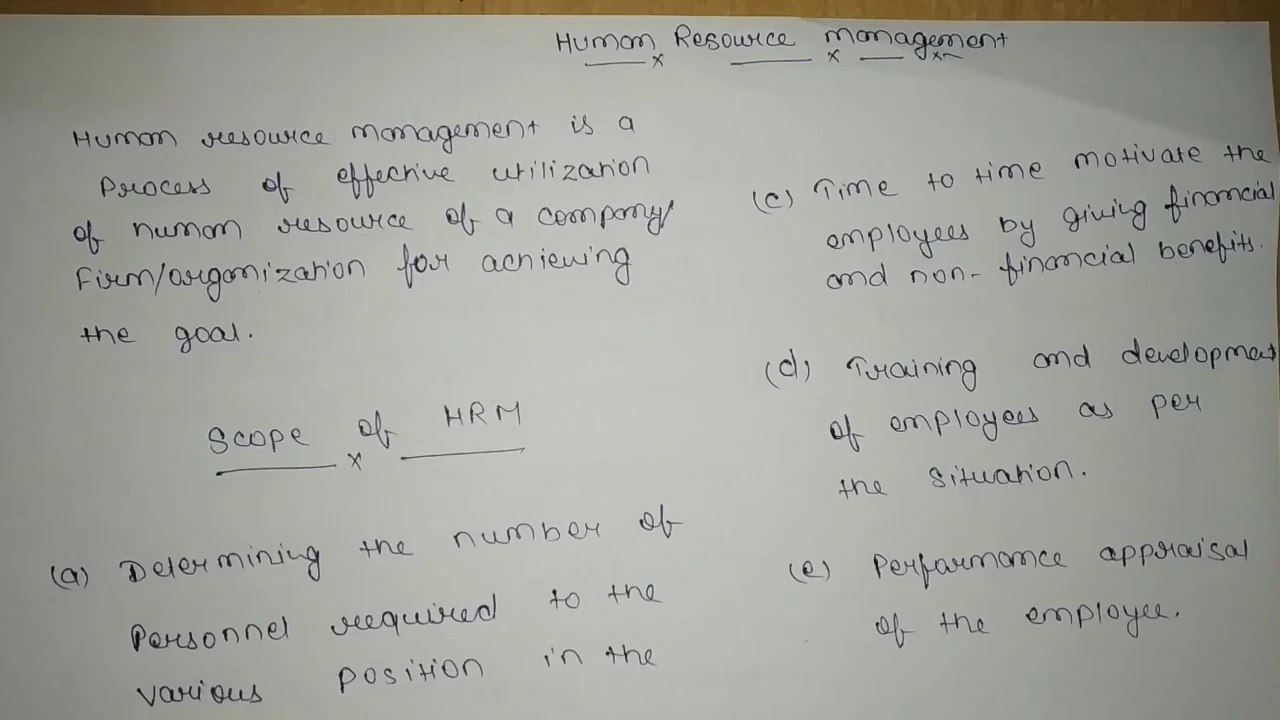 Human Resource management
Human resource management is a
Process of effective utilization
of human resource of a company/
Firm/organization for achieving
the goal.
Scope of HRM
(a) Determining the number of
Personnel required to the
various position in the
(c) Time to time motivate the
employees by giving financial
and non-financial benefits.
(d) Training and development
of employees as per
the situation.
(e) Performance appraisal
of the employee.